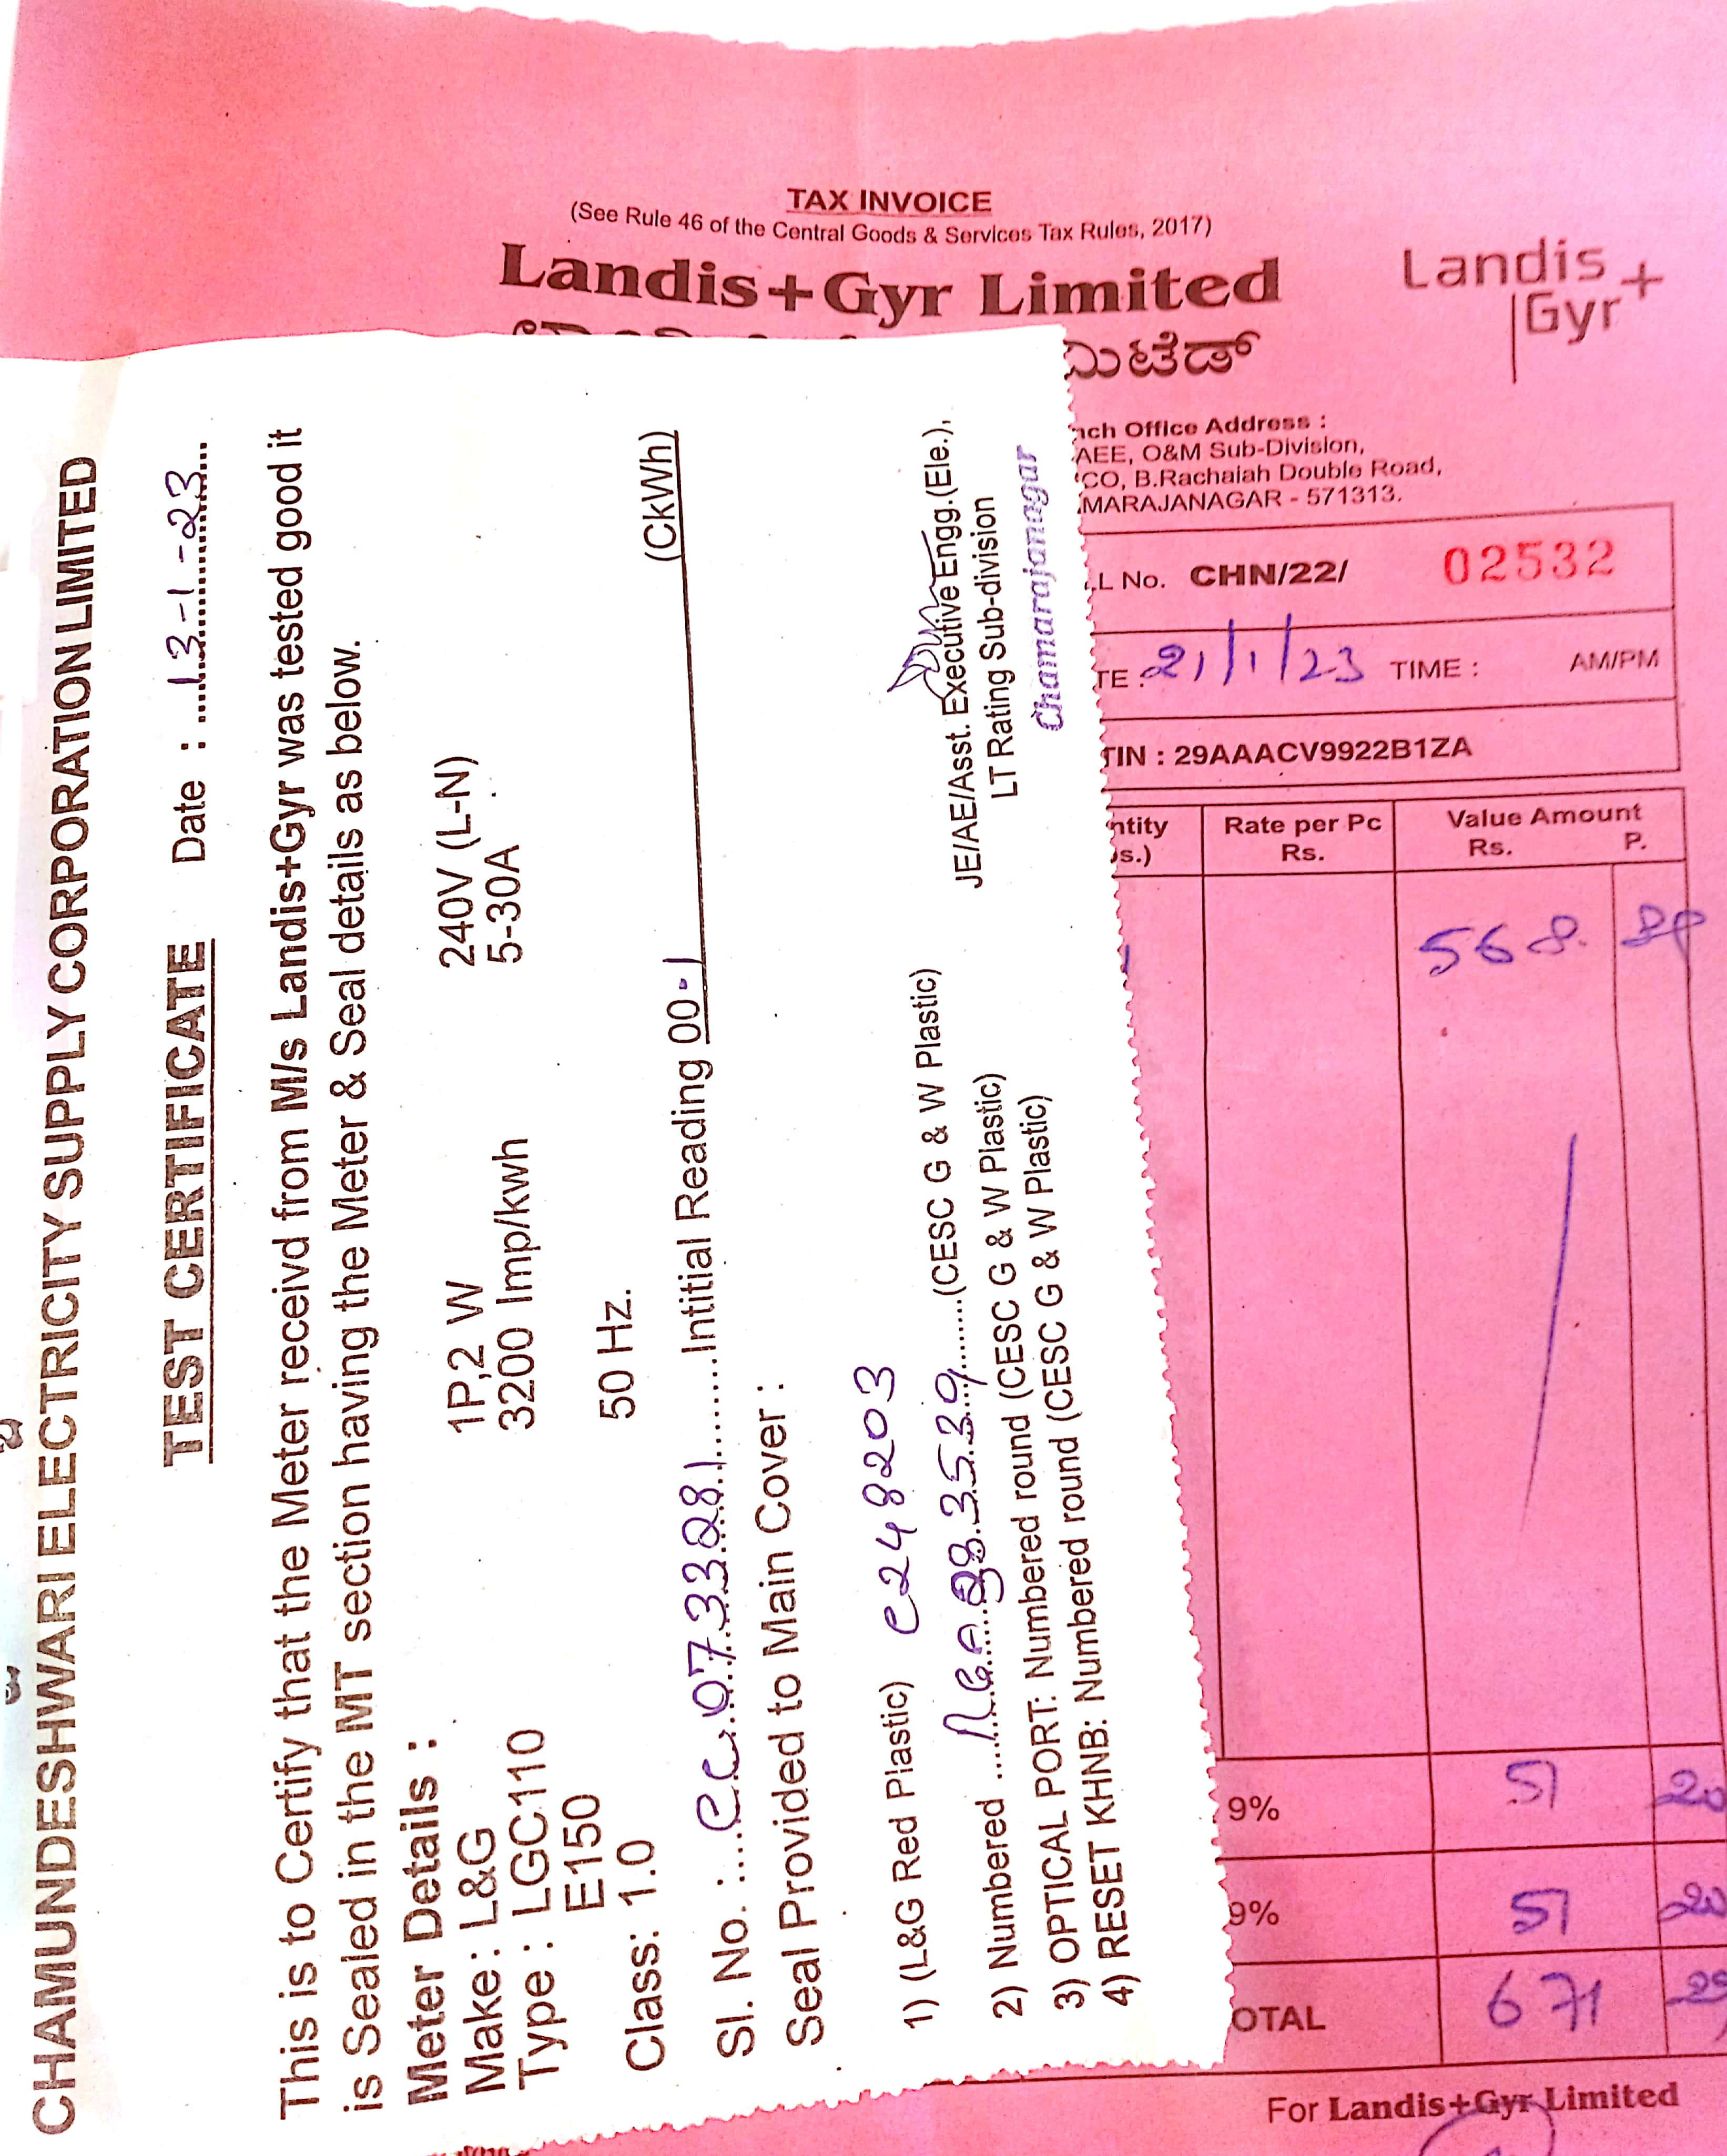 TAX INVOICE
(See Rule 46 of the Central Goods & Services Tax Rules, 2017)
Landis+Gyr Limited
ಮಿಟೆಡ್
Landis+
Gyr
nch Office Address :
AEE, O&M Sub-Division,
CO, B.Rachaiah Double Road,
MARAJANAGAR - 571313.
L No. CHN/22/ 02532
TE : 21/1/23 TIME : AM/PM
TIN : 29AAACV9922B1ZA
ntity Rate per Pc Value Amount
s.) Rs. Rs. P.
568
9% 51 20
9% 51 20
OTAL 671
For Landis+Gyr Limited
CHAMUNDESHWARI ELECTRICITY SUPPLY CORPORATION LIMITED
TEST CERTIFICATE Date : 13-1-23
This is to Certify that the Meter receivd from M/s Landis+Gyr was tested good it
is Sealed in the MT section having the Meter & Seal details as below.
Meter Details :
Make : L&G 1P,2 W 240V (L-N)
Type : LGC110 3200 Imp/kwh 5-30A
E150
Class: 1.0 50 Hz.
Sl. No. : 0733281 Intitial Reading 00.1 (CkWh)
Seal Provided to Main Cover :
1) (L&G Red Plastic) C248203
2) Numbered (CESC G & W Plastic)
3) OPTICAL PORT: Numbered round (CESC G & W Plastic)
4) RESET KHNB: Numbered round (CESC G & W Plastic)
JE/AE/Asst. Executive Engg.(Ele.),
LT Rating Sub-division
Chamarajanagar